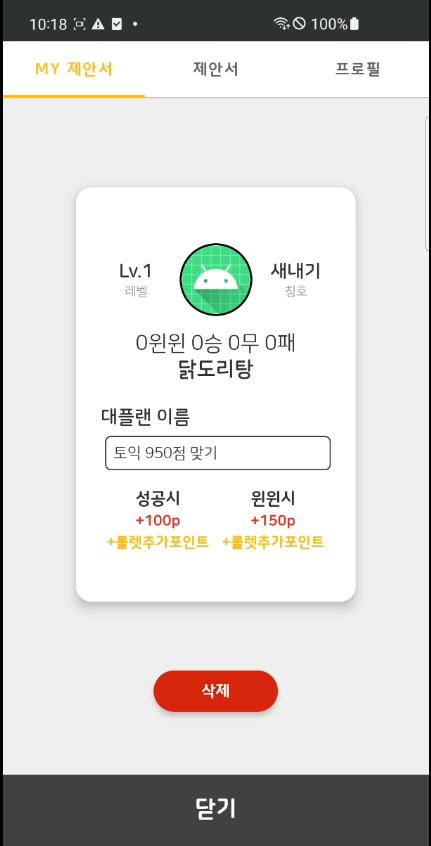 10:18 100%
MY 제안서 제안서 프로필
Lv.1 새내기
레벨 칭호
0윈윈 0승 0무 0패
닭도리탕
대플랜 이름
토익 950점 맞기
성공시 윈윈시
+100p +150p
+룰렛추가포인트 +룰렛추가포인트
삭제
닫기